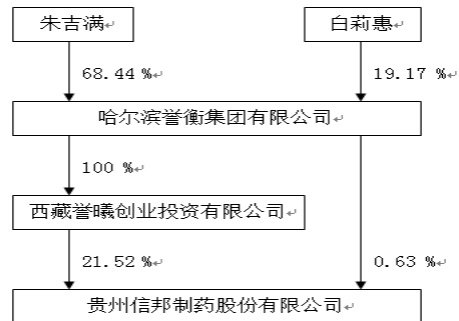 朱吉满
白莉惠
68.44 %
19.17 %
哈尔滨誉衡集团有限公司
100 %
西藏誉曦创业投资有限公司
21.52 %
0.63 %
贵州信邦制药股份有限公司